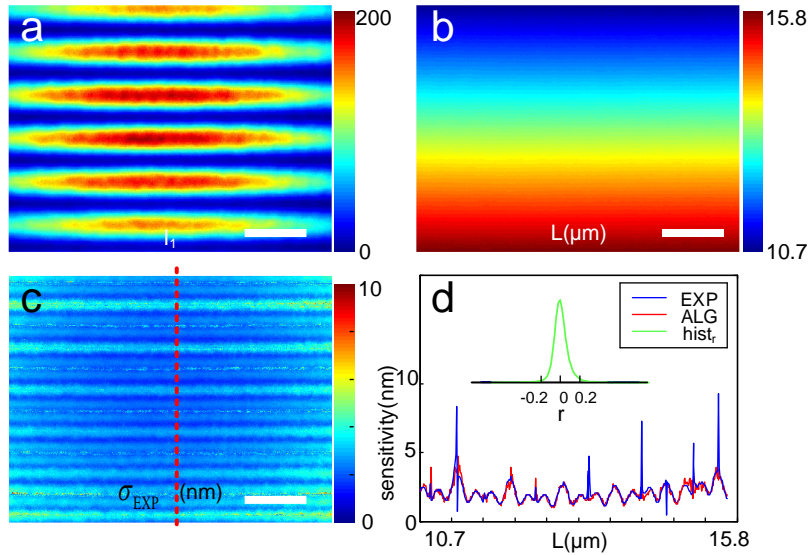 a
200
I₁
0
b
15.8
L(μm)
10.7
c
10
σEXP (nm)
0
d
EXP
ALG
histᵣ
sensitivity(nm)
10
5
0
-0.2 0 0.2
r
10.7 L(μm) 15.8